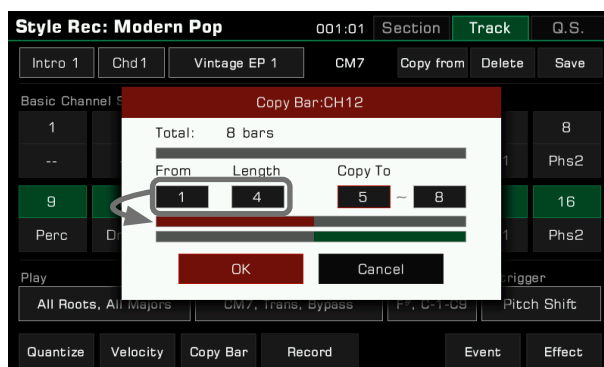 Style Rec: Modern Pop 001:01 Section Track Q.S.
Intro 1 Chd1 Vintage EP 1 CM7 Copy from Delete Save
Basic Chan
Copy Bar:CH12
1 8
Total: 8 bars
-- Phs2
From Length Copy To
9 1 4 5 ~ 8 16
Perc Phs2
OK Cancel
Play
All Roots, All Majors CM7, Trans, Bypass C-1-C9 Pitch Shift
Quantize Velocity Copy Bar Record Event Effect